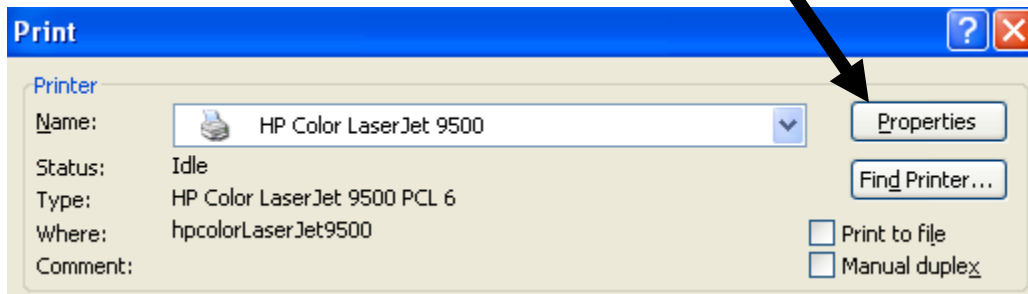 Print
Printer
Name: HP Color LaserJet 9500 Properties
Status: Idle
Find Printer...
Type: HP Color LaserJet 9500 PCL 6
Where: hpcolorLaserJet9500 Print to file
Comment: Manual duplex